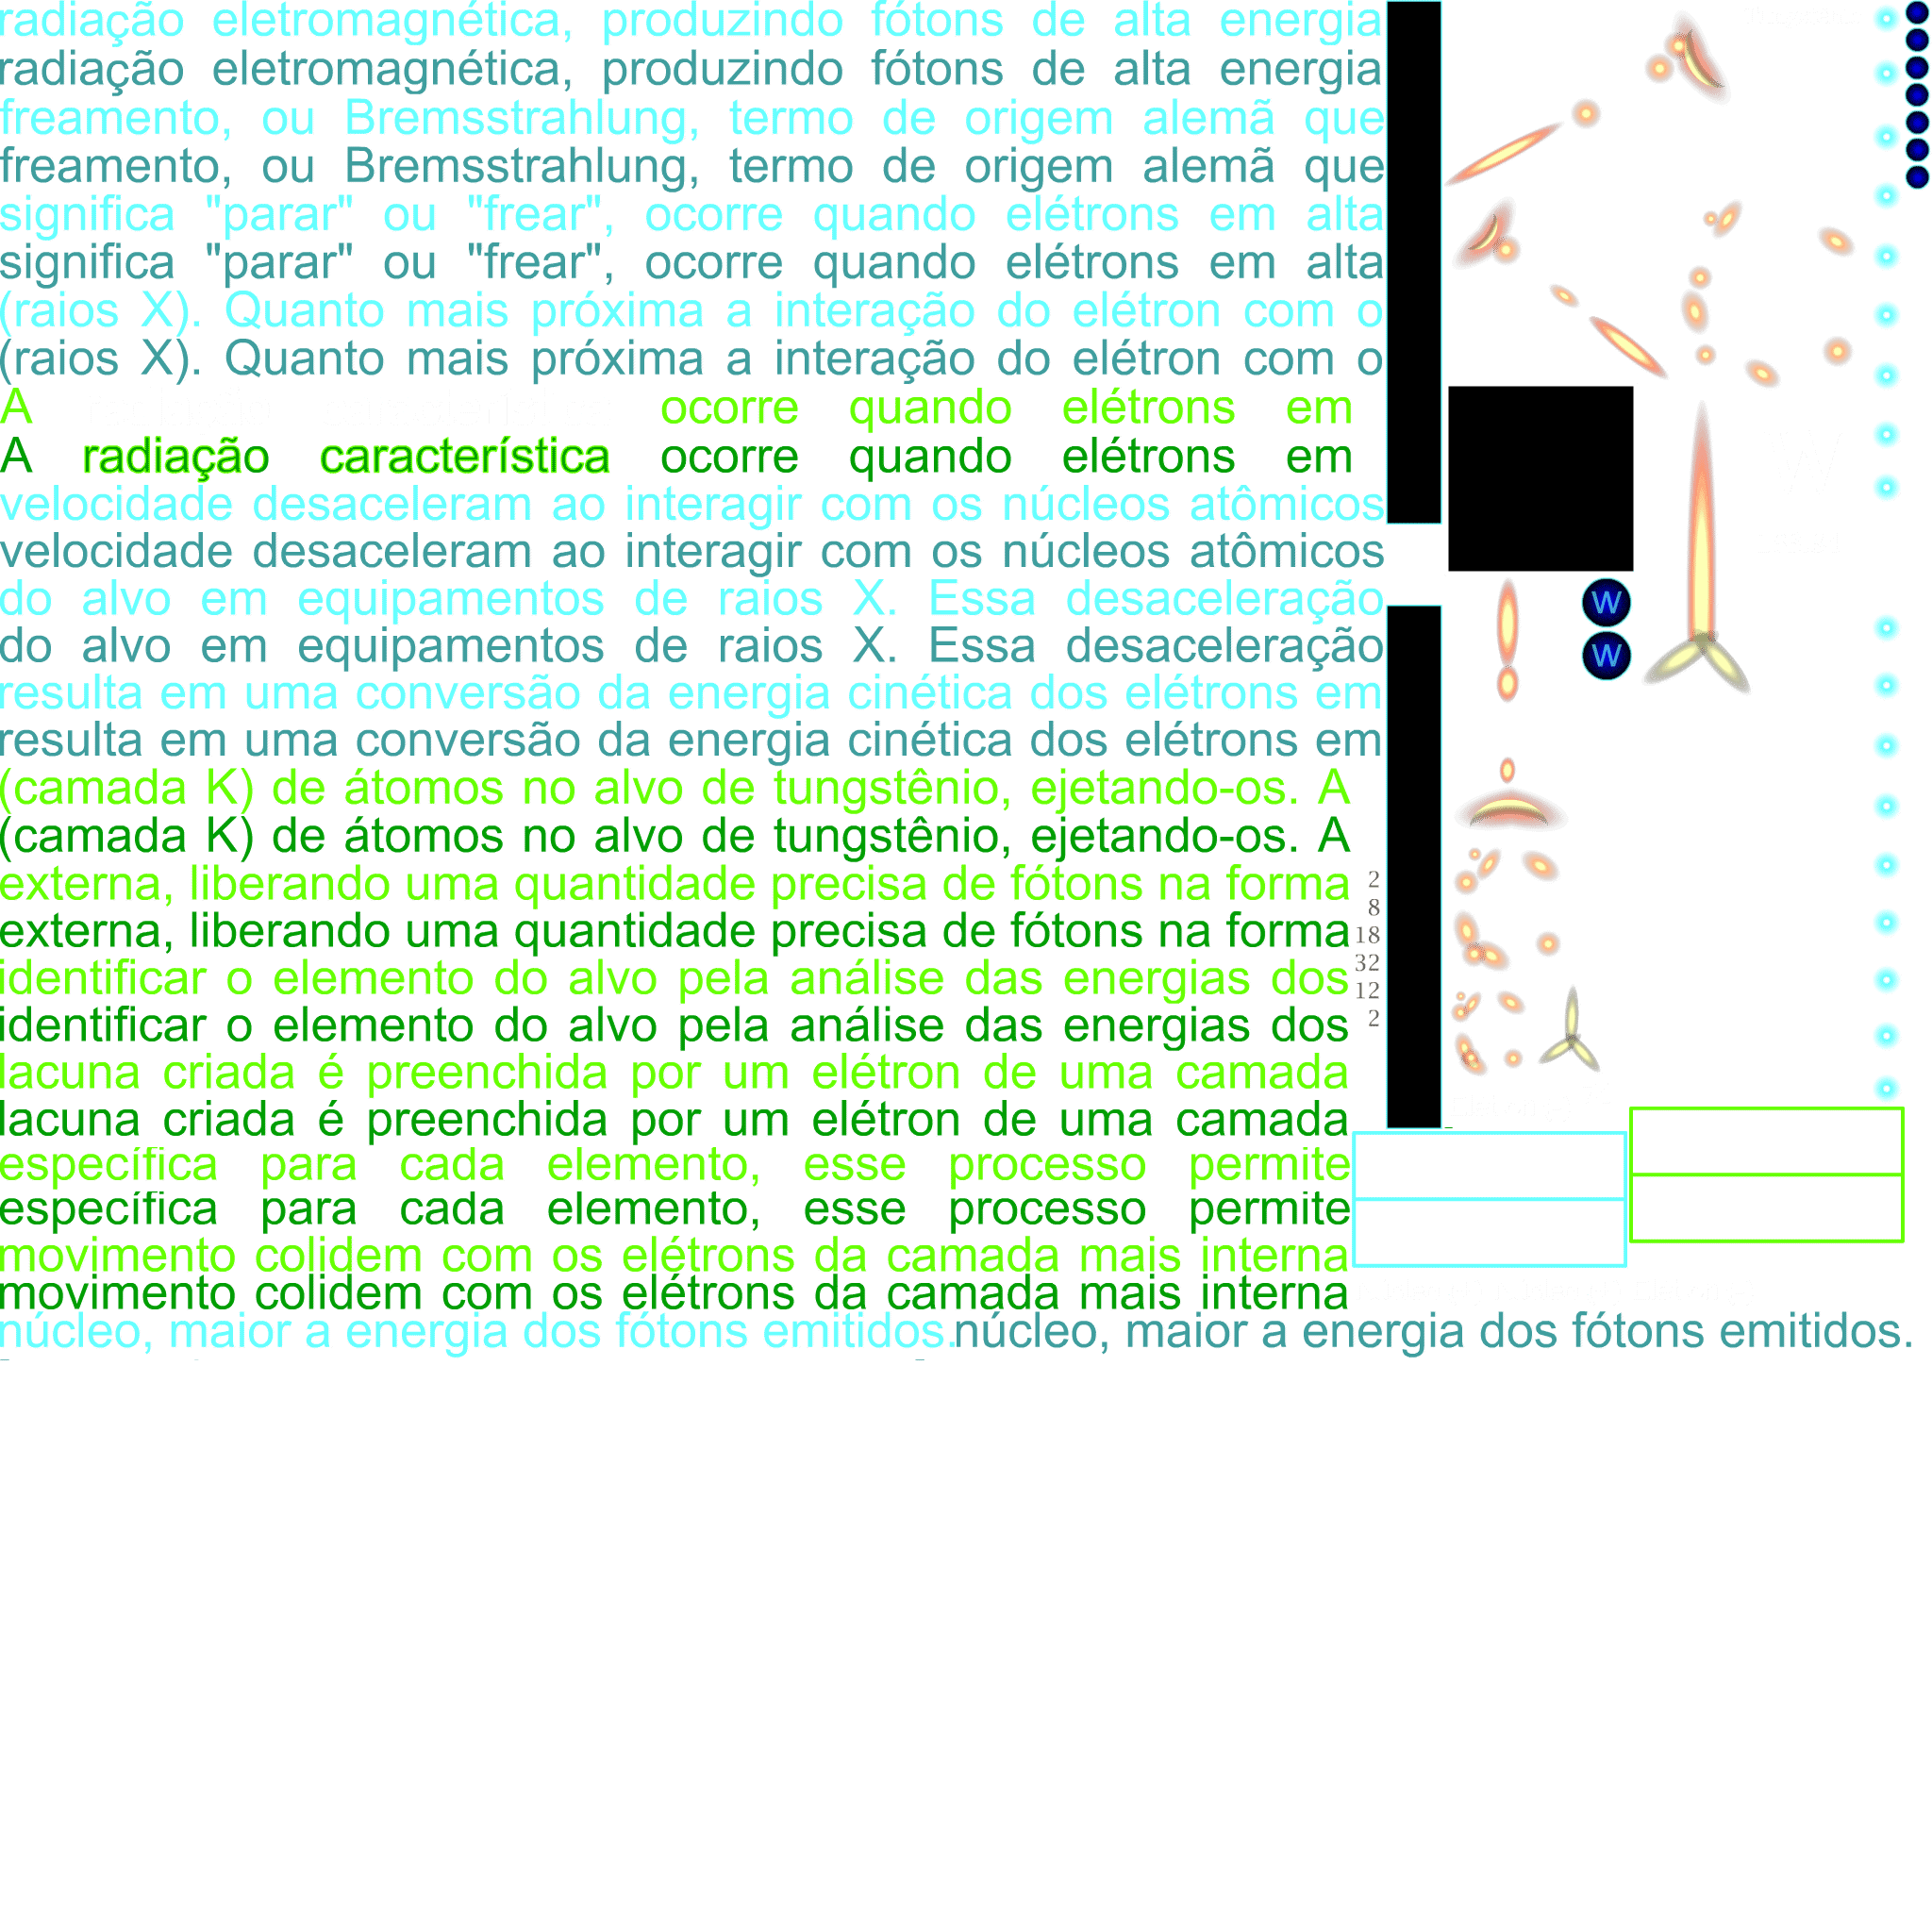 radiação eletromagnética, produzindo fótons de alta energia
radiação eletromagnética, produzindo fótons de alta energia
freamento, ou Bremsstrahlung, termo de origem alemã que
freamento, ou Bremsstrahlung, termo de origem alemã que
significa "parar" ou "frear", ocorre quando elétrons em alta
significa "parar" ou "frear", ocorre quando elétrons em alta
(raios X). Quanto mais próxima a interação do elétron com o
(raios X). Quanto mais próxima a interação do elétron com o
A ocorre quando elétrons em
A radiação característica ocorre quando elétrons em
velocidade desaceleram ao interagir com os núcleos atômicos
velocidade desaceleram ao interagir com os núcleos atômicos
do alvo em equipamentos de raios X. Essa desaceleração
W
do alvo em equipamentos de raios X. Essa desaceleração
W
resulta em uma conversão da energia cinética dos elétrons em
resulta em uma conversão da energia cinética dos elétrons em
(camada K) de átomos no alvo de tungstênio, ejetando-os. A
(camada K) de átomos no alvo de tungstênio, ejetando-os. A
externa, liberando uma quantidade precisa de fótons na forma
externa, liberando uma quantidade precisa de fótons na forma
2
8
18
32
12
2
identificar o elemento do alvo pela análise das energias dos
identificar o elemento do alvo pela análise das energias dos
lacuna criada é preenchida por um elétron de uma camada
lacuna criada é preenchida por um elétron de uma camada
específica para cada elemento, esse processo permite
específica para cada elemento, esse processo permite
movimento colidem com os elétrons da camada mais interna
movimento colidem com os elétrons da camada mais interna
núcleo, maior a energia dos fótons emitidos.núcleo, maior a energia dos fótons emitidos.